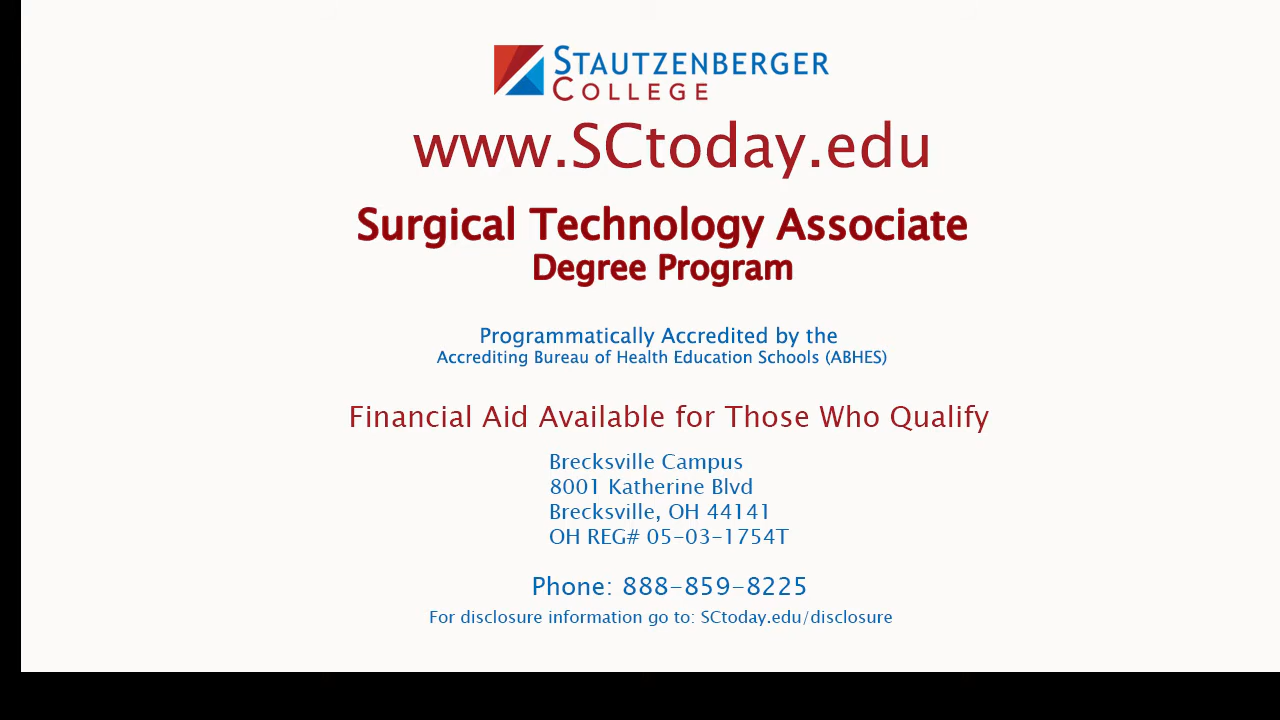 STAUTZENBERGER
COLLEGE
www.SCtoday.edu
Surgical Technology Associate
Degree Program
Programmatically Accredited by the
Accrediting Bureau of Health Education Schools (ABHES)
Financial Aid Available for Those Who Qualify
Brecksville Campus
8001 Katherine Blvd
Brecksville, OH 44141
OH REG# 05-03-1754T
Phone: 888-859-8225
For disclosure information go to: SCtoday.edu/disclosure